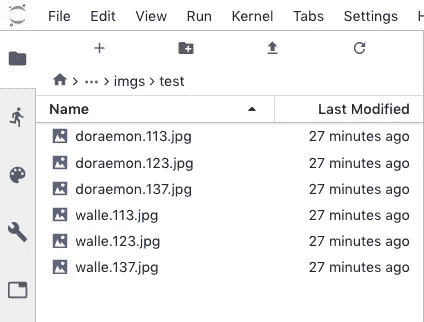 File Edit View Run Kernel Tabs Settings
imgs > test
Name Last Modified
doraemon.113.jpg 27 minutes ago
doraemon.123.jpg 27 minutes ago
doraemon.137.jpg 27 minutes ago
walle.113.jpg 27 minutes ago
walle.123.jpg 27 minutes ago
walle.137.jpg 27 minutes ago